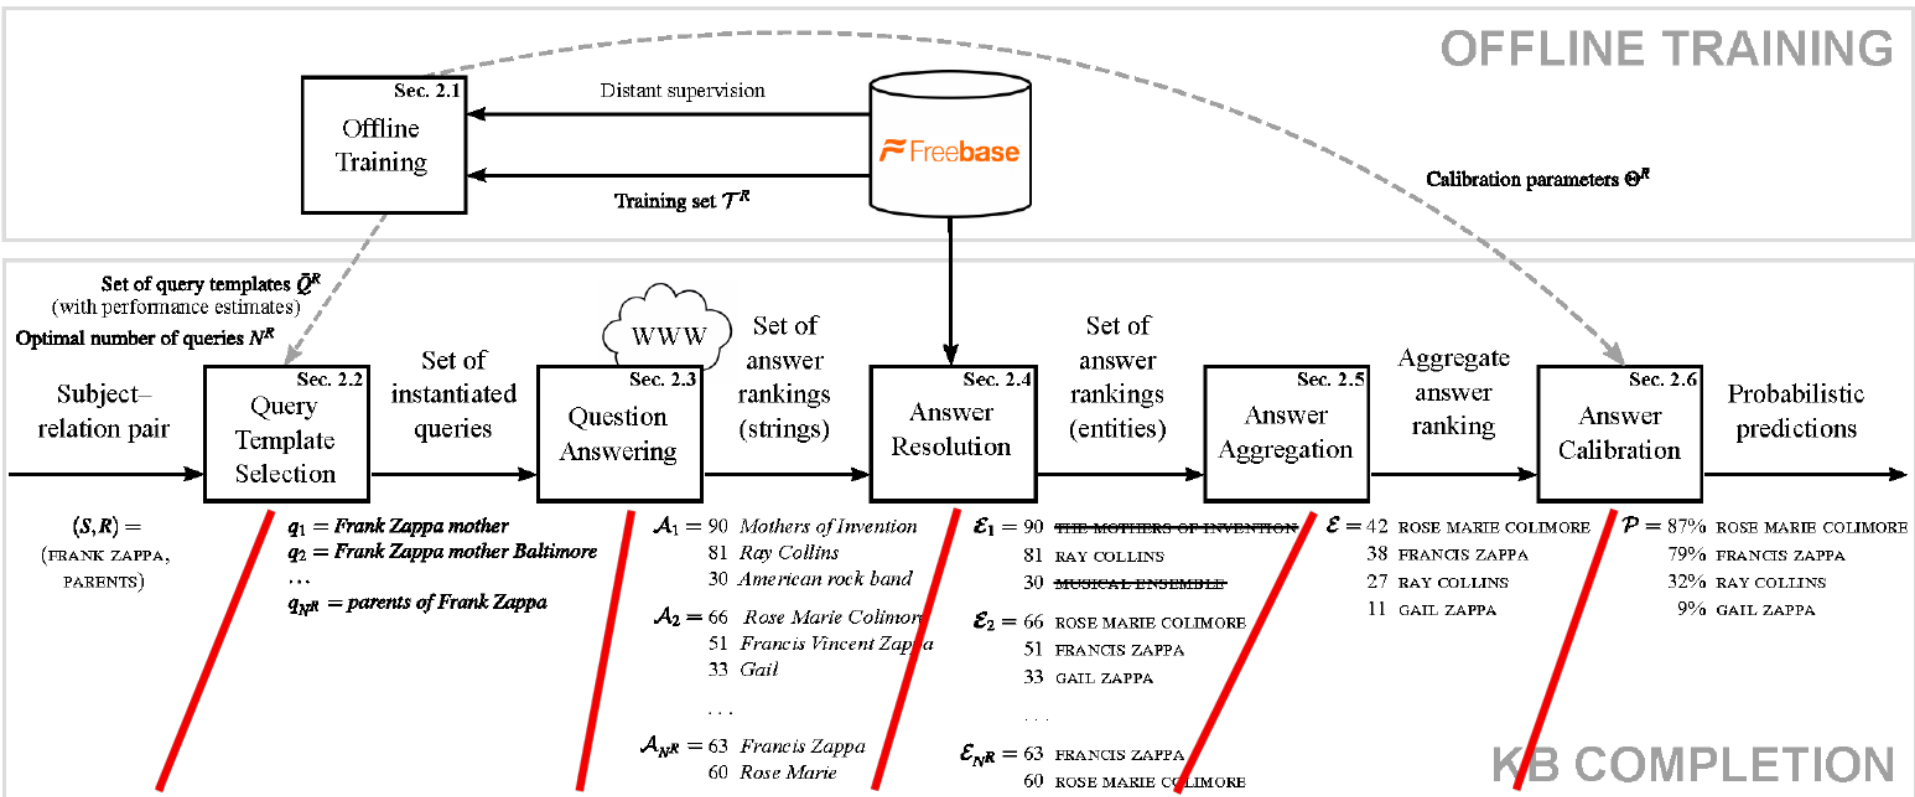 OFFLINE TRAINING
Sec. 2.1
Offline
Training
Distant supervision
Freebase
Training set 𝒯^R
Calibration parameters Θ^R
Set of query templates Q̄^R
(with performance estimates)
Optimal number of queries N^R
Subject–
relation pair
Sec. 2.2
Query
Template
Selection
Set of
instantiated
queries
WWW
Sec. 2.3
Question
Answering
Set of
answer
rankings
(strings)
Sec. 2.4
Answer
Resolution
Set of
answer
rankings
(entities)
Sec. 2.5
Answer
Aggregation
Aggregate
answer
ranking
Sec. 2.6
Answer
Calibration
Probabilistic
predictions
(S,R) =
(FRANK ZAPPA,
PARENTS)
q1 = Frank Zappa mother
q2 = Frank Zappa mother Baltimore
...
q_N^R = parents of Frank Zappa
𝒜1 = 90 Mothers of Invention
81 Ray Collins
30 American rock band
𝒜2 = 66 Rose Marie Colimore
51 Francis Vincent Zappa
33 Gail
...
𝒜_N^R = 63 Francis Zappa
60 Rose Marie
ℰ1 = 90 THE MOTHERS OF INVENTION
81 RAY COLLINS
30 MUSICAL ENSEMBLE
ℰ2 = 66 ROSE MARIE COLIMORE
51 FRANCIS ZAPPA
33 GAIL ZAPPA
...
ℰ_N^R = 63 FRANCIS ZAPPA
60 ROSE MARIE COLIMORE
ℰ = 42 ROSE MARIE COLIMORE
38 FRANCIS ZAPPA
27 RAY COLLINS
11 GAIL ZAPPA
𝒫 = 87% ROSE MARIE COLIMORE
79% FRANCIS ZAPPA
32% RAY COLLINS
9% GAIL ZAPPA
KB COMPLETION